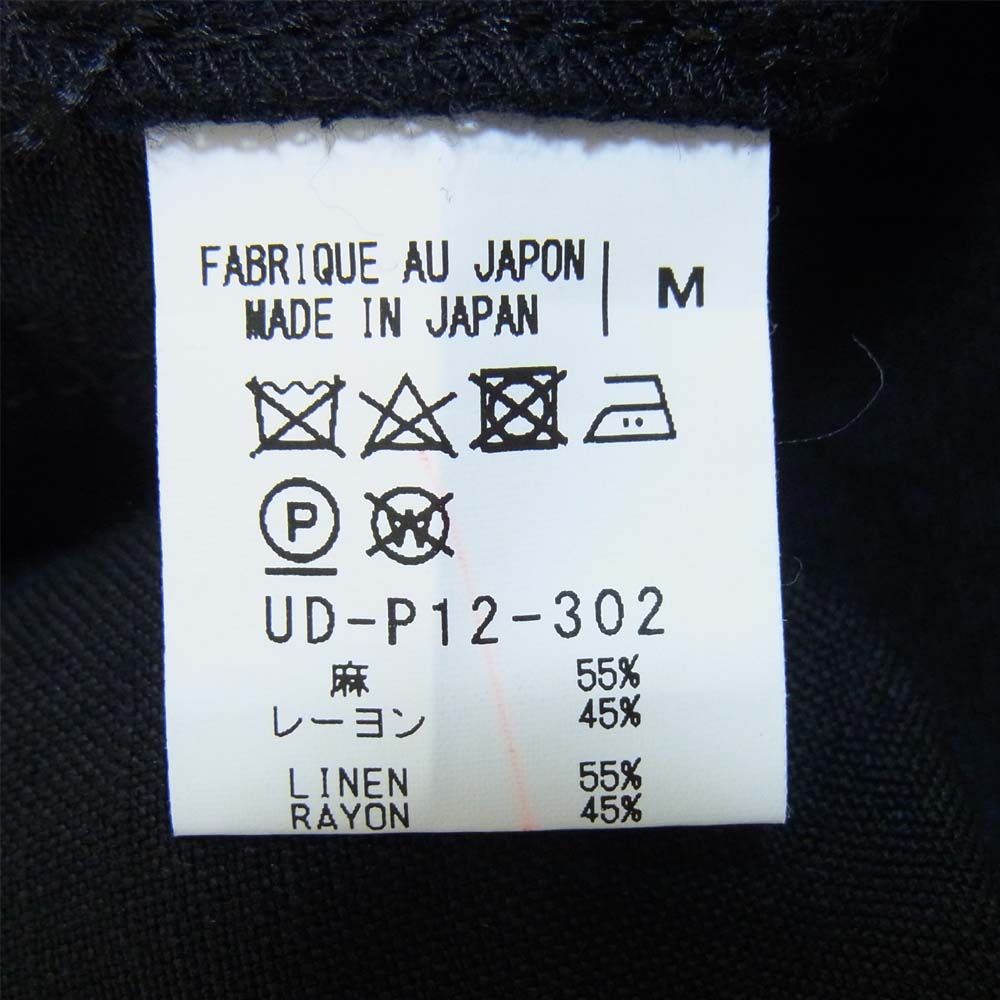 FABRIQUE AU JAPON
MADE IN JAPAN
M
P
W
UD-P12-302
麻 55%
レーヨン 45%
LINEN 55%
RAYON 45%